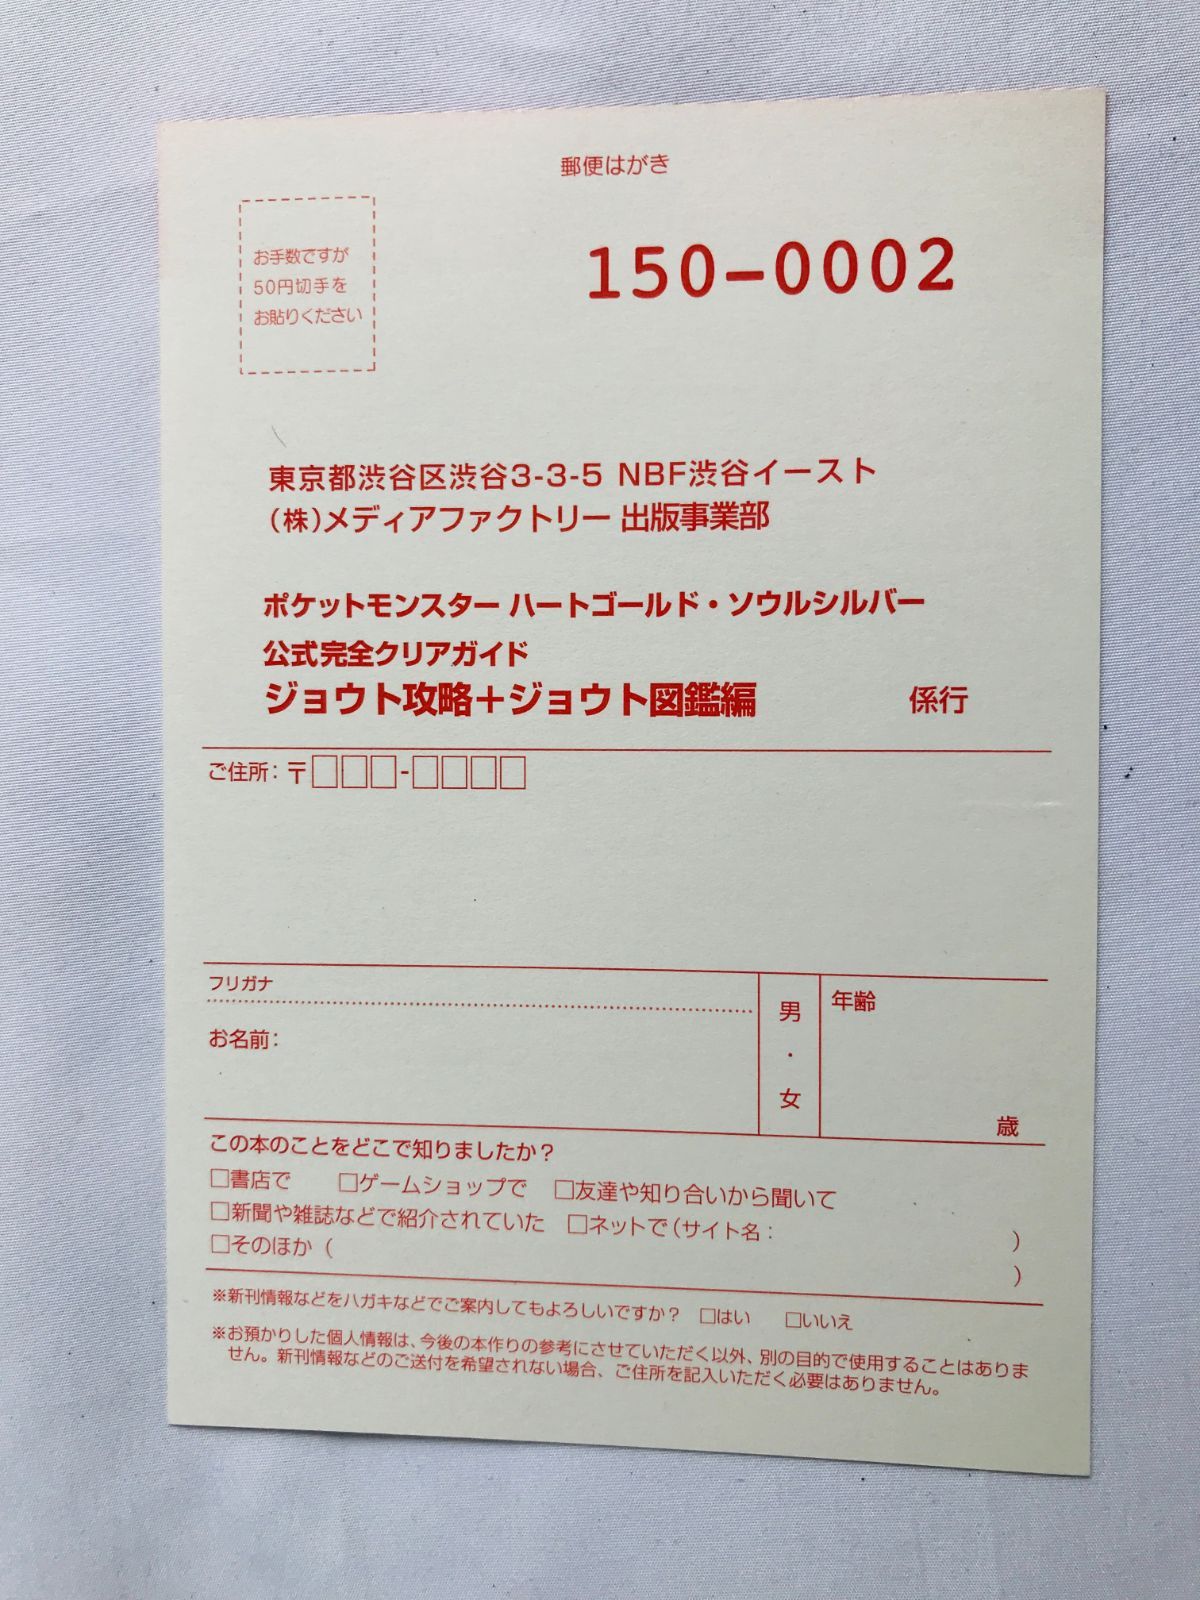 郵便はがき
お手数ですが
50円切手を
お貼りください
150-0002
東京都渋谷区渋谷3-3-5 NBF渋谷イースト
(株)メディアファクトリー 出版事業部
ポケットモンスター ハートゴールド・ソウルシルバー
公式完全クリアガイド
ジョウト攻略+ジョウト図鑑編 係行
ご住所:〒□□□-□□□□
フリガナ
お名前:
男・女
年齢
歳
この本のことをどこで知りましたか?
□書店で □ゲームショップで □友達や知り合いから聞いて
□新聞や雑誌などで紹介されていた □ネットで(サイト名: )
□そのほか( )
※新刊情報などをハガキなどでご案内してもよろしいですか? □はい □いいえ
※お預かりした個人情報は、今後の本作りの参考にさせていただく以外、別の目的で使用することはありま
せん。新刊情報などのご送付を希望されない場合、ご住所を記入いただく必要はありません。